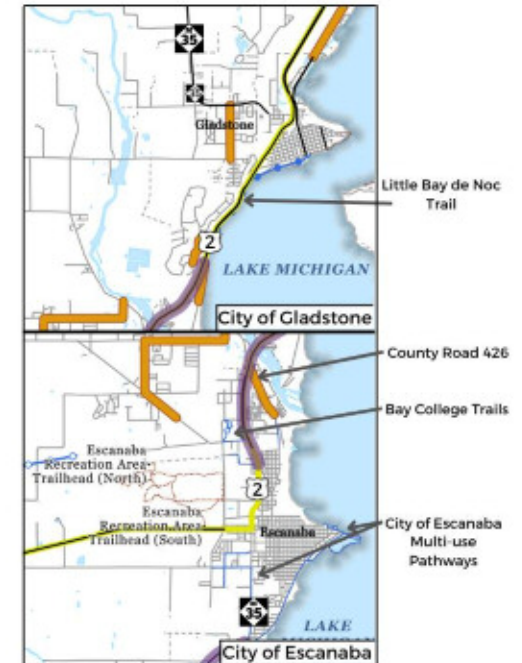 M
35
M
35
Gladstone
Little Bay de Noc
Trail
2
LAKE MICHIGAN
City of Gladstone
County Road 426
Bay College Trails
Escanaba
Recreation Area-
Trailhead (North)
2
Escanaba
Recreation Area
Trailhead (South)
Escanaba
City of Escanaba
Multi-use
Pathways
M
35
LAKE
City of Escanaba